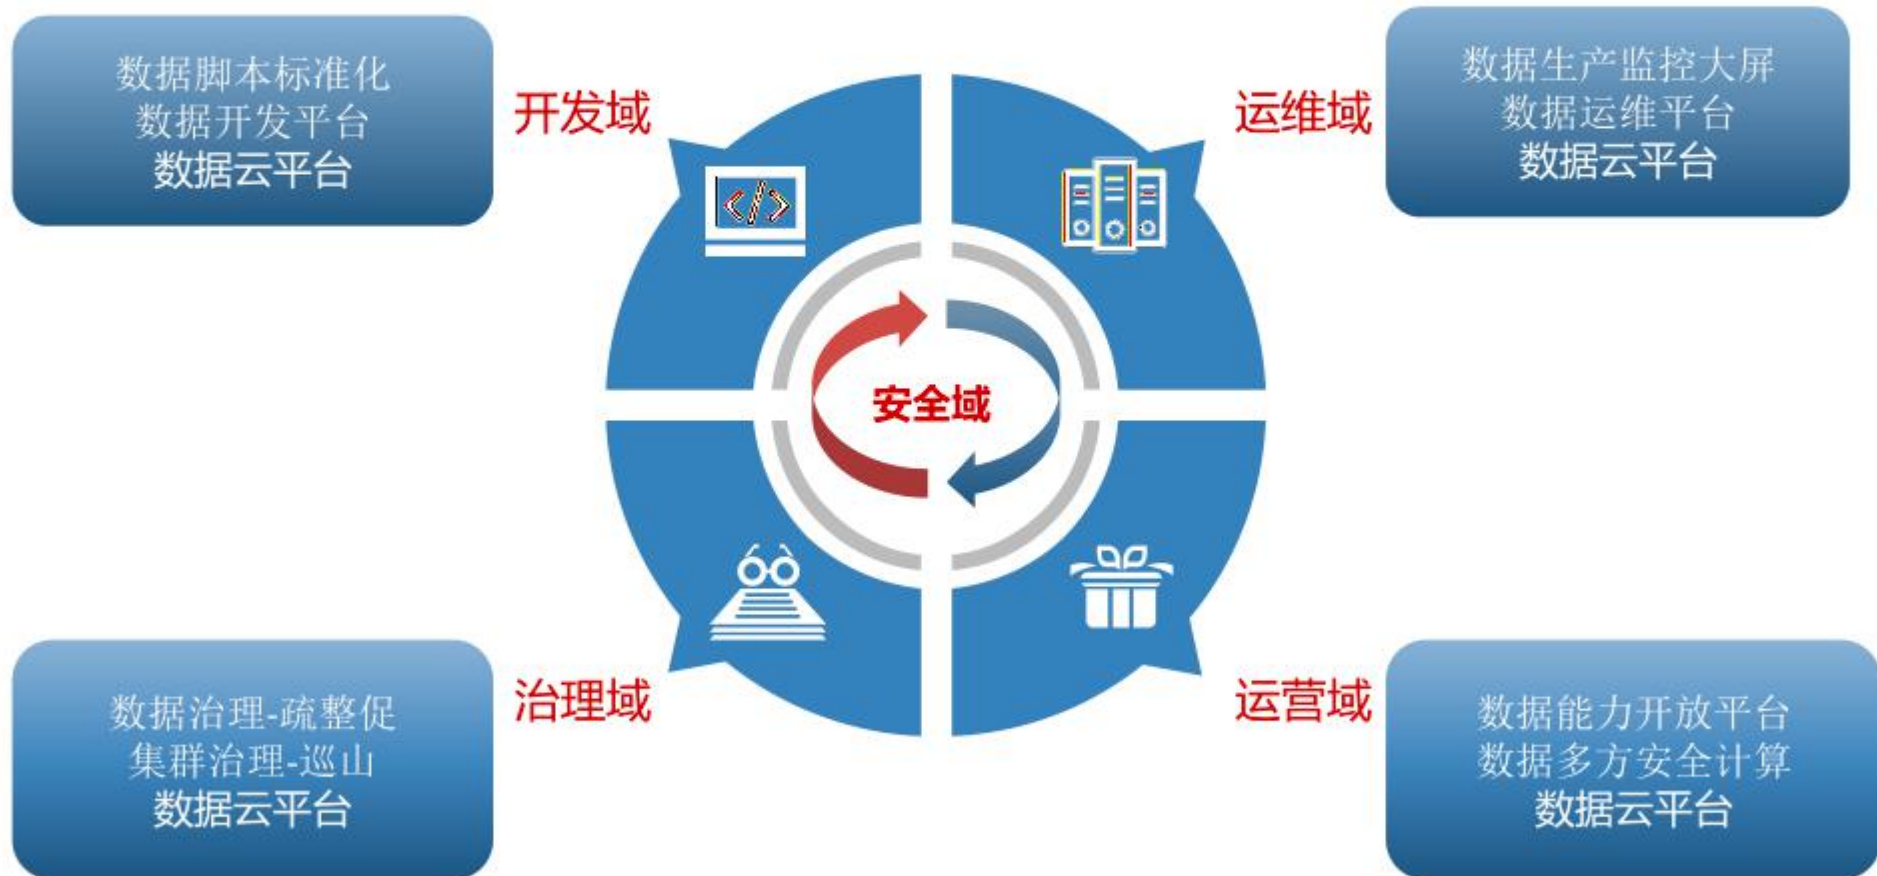 数据脚本标准化
数据开发平台
数据云平台
开发域
运维域
数据生产监控大屏
数据运维平台
数据云平台
安全域
数据治理-疏整促
集群治理-巡山
数据云平台
治理域
运营域
数据能力开放平台
数据多方安全计算
数据云平台